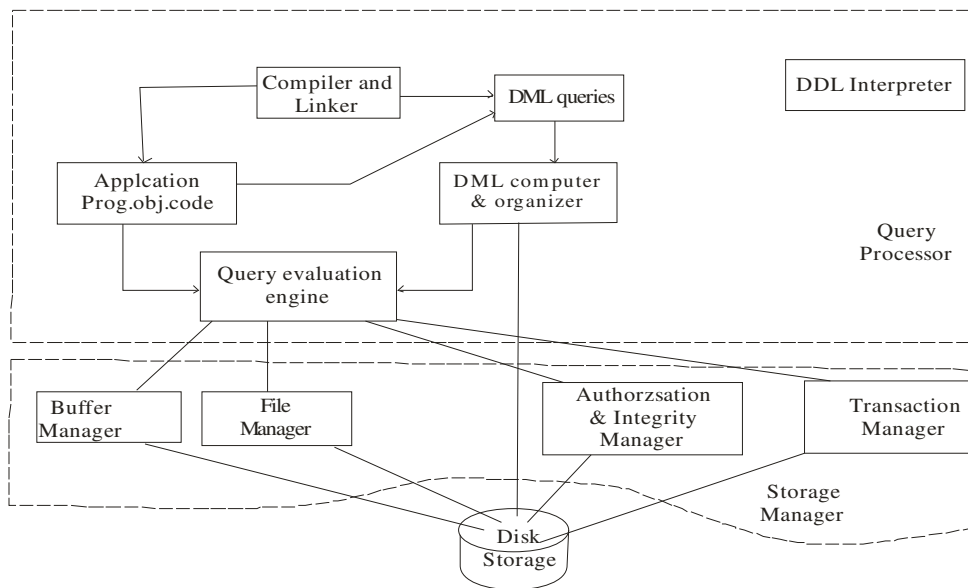 Compiler and
Linker
DML queries
DDL Interpreter
Applcation
Prog.obj.code
DML computer
& organizer
Query
Processor
Query evaluation
engine
Buffer
Manager
File
Manager
Authorzsation
& Integrity
Manager
Transaction
Manager
Storage
Manager
Disk
Storage